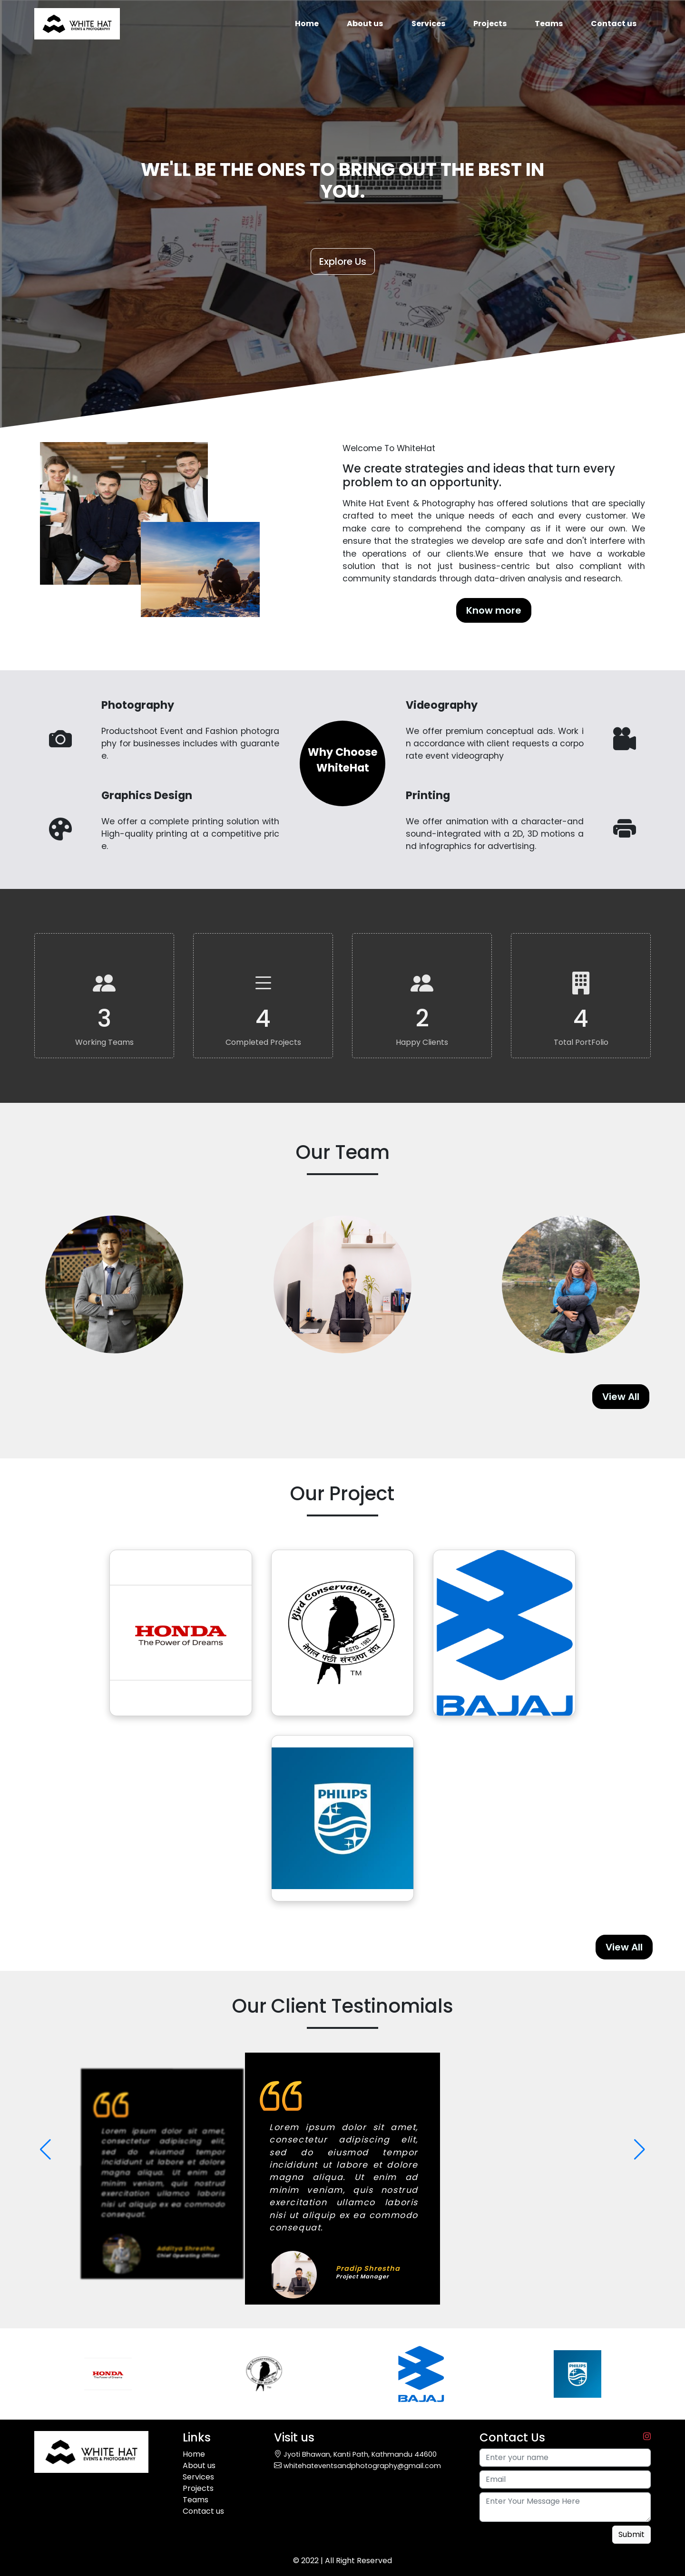 WHITE HAT
EVENTS & PHOTOGRAPHY
Home
About us
Services
Projects
Teams
Contact us
WE'LL BE THE ONES TO BRING OUT THE BEST IN
YOU.
Explore Us
Welcome To WhiteHat
We create strategies and ideas that turn every
problem to an opportunity.
White Hat Event & Photography has offered solutions that are specially
crafted to meet the unique needs of each and every customer. We
make care to comprehend the company as if it were our own. We
ensure that the strategies we develop are safe and don't interfere with
the operations of our clients.We ensure that we have a workable
solution that is not just business-centric but also compliant with
community standards through data-driven analysis and research.
Know more
Photography
Productshoot Event and Fashion photogra
phy for businesses includes with guarante
e.
Graphics Design
We offer a complete printing solution with
High-quality printing at a competitive pric
e.
Why Choose
WhiteHat
Videography
We offer premium conceptual ads. Work i
n accordance with client requests a corpo
rate event videography
Printing
We offer animation with a character-and
sound-integrated with a 2D, 3D motions a
nd infographics for advertising.
3
Working Teams
4
Completed Projects
2
Happy Clients
4
Total PortFolio
Our Team
View All
Our Project
HONDA
The Power of Dreams
Bird Conservation Nepal
ESTD. 1982
नेपाल पंछी संरक्षण संघ
TM
BAJAJ
PHILIPS
View All
Our Client Testinomials
Lorem ipsum dolor sit amet,
consectetur adipiscing elit,
sed do eiusmod tempor
incididunt ut labore et dolore
magna aliqua. Ut enim ad
minim veniam, quis nostrud
exercitation ullamco laboris
nisi ut aliquip ex ea commodo
consequat.
Additya Shrestha
Chief Operating Officer
Lorem ipsum dolor sit amet,
consectetur adipiscing elit,
sed do eiusmod tempor
incididunt ut labore et dolore
magna aliqua. Ut enim ad
minim veniam, quis nostrud
exercitation ullamco laboris
nisi ut aliquip ex ea commodo
consequat.
Pradip Shrestha
Project Manager
HONDA
The Power of Dreams
BAJAJ
PHILIPS
WHITE HAT
EVENTS & PHOTOGRAPHY
Links
Home
About us
Services
Projects
Teams
Contact us
Visit us
Jyoti Bhawan, Kanti Path, Kathmandu 44600
whitehateventsandphotography@gmail.com
Contact Us
Enter your name
Email
Enter Your Message Here
Submit
© 2022 | All Right Reserved